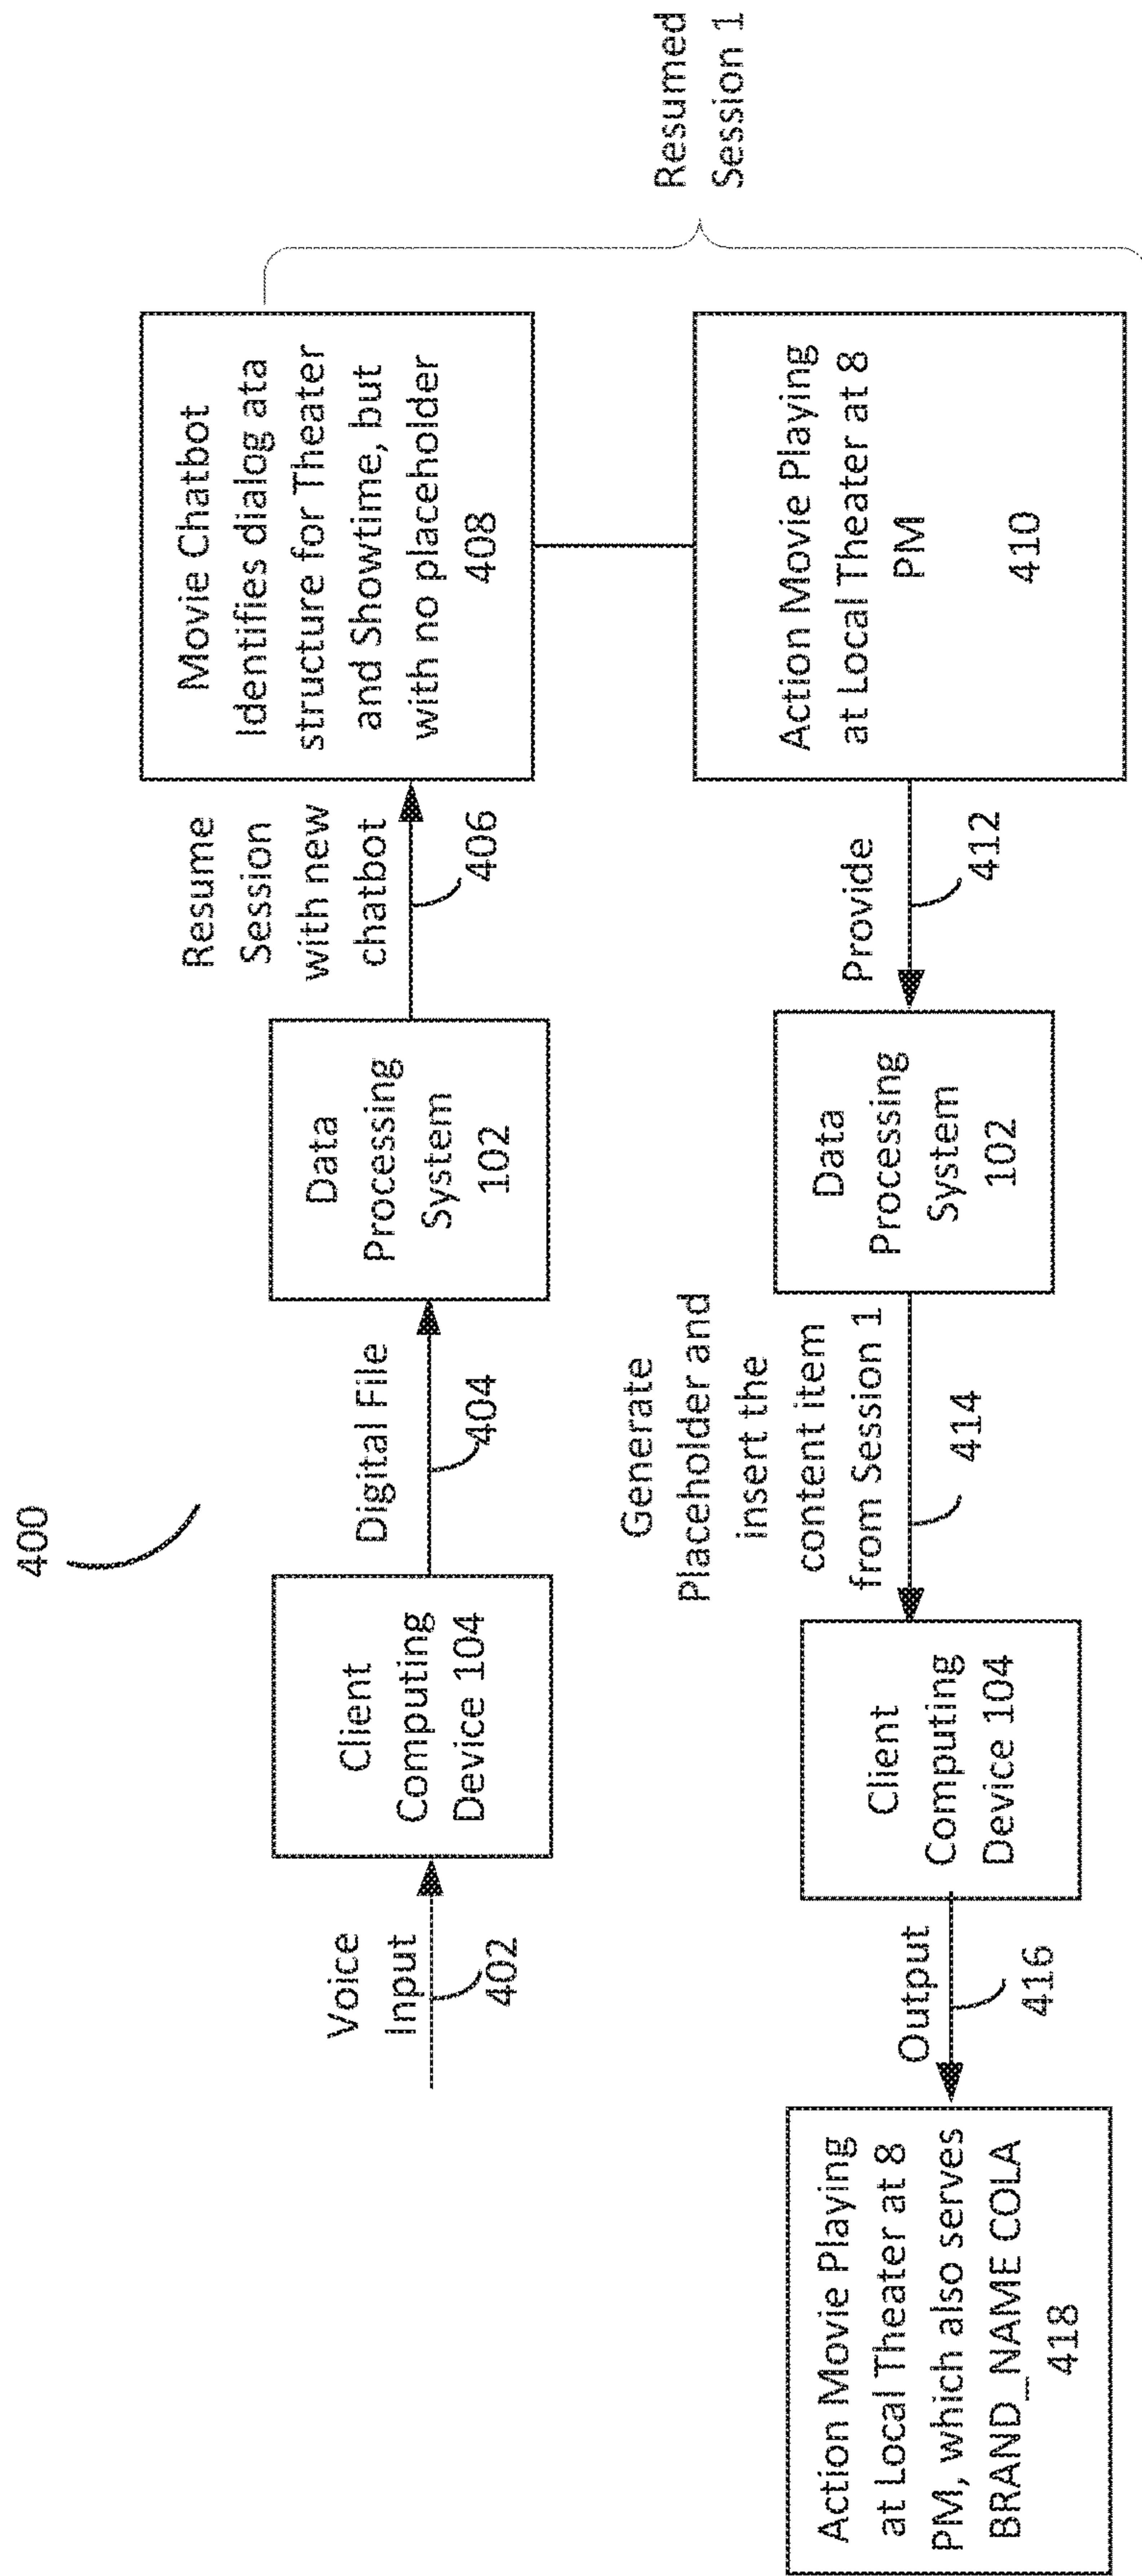 400
Voice
Input
402
Client
Computing
Device 104
Digital File
404
Data
Processing
System
102
Resume
Session
with new
chatbot
406
Movie Chatbot
Identifies dialog ata
structure for Theater
and Showtime, but
with no placeholder
408
Resumed
Session 1
Action Movie Playing
at Local Theater at 8
PM
410
Provide
412
Data
Processing
System
102
Generate
Placeholder and
insert the
content item
from Session 1
414
Client
Computing
Device 104
Output
416
Action Movie Playing
at Local Theater at 8
PM, which also serves
BRAND_NAME COLA
418